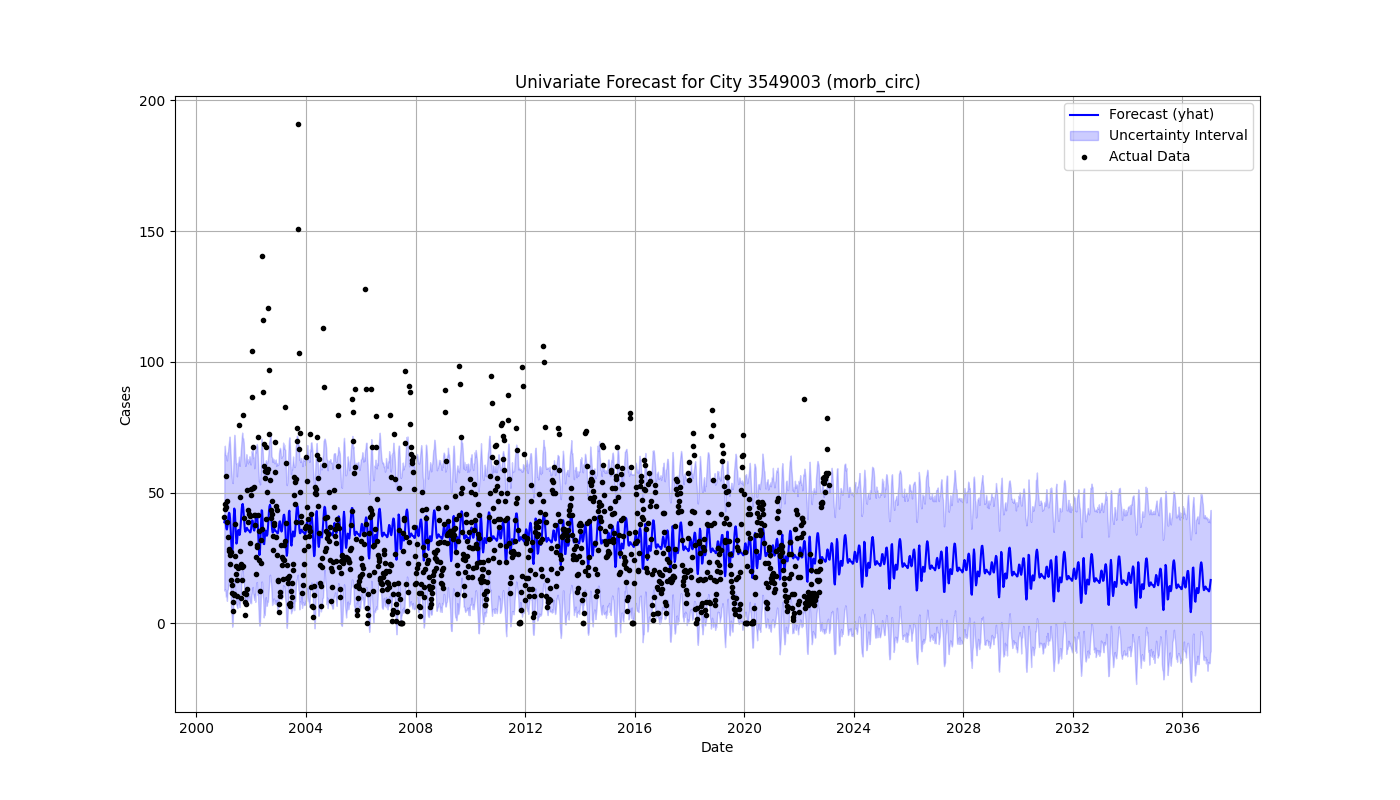 Univariate Forecast for City 3549003 (morb_circ)
Forecast (yhat)
Uncertainty Interval
Actual Data
Cases
200
150
100
50
0
2000 2004 2008 2012 2016 2020 2024 2028 2032 2036
Date